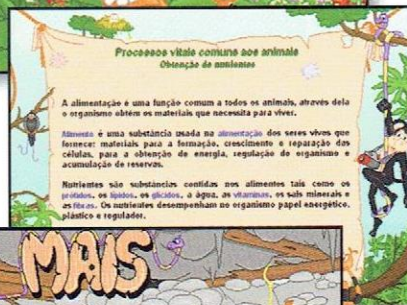 Processos vitais comuns aos animais
Obtenção de nutrientes
A alimentação é uma função comum a todos os animais, através dela
o organismo obtém os materiais que necessita para viver.
Alimento é uma substância usada na alimentação dos seres vivos que
fornece: materiais para a formação, crescimento e reparação das
células, para a obtenção de energia, regulação do organismo e
acumulação de reservas.
Nutrientes são substâncias contidas nos alimentos tais como os
prótidos, os lípidos, os glícidos, a água, as vitaminas, os sais minerais e
as fibras. Os nutrientes desempenham no organismo papel energético,
plástico e regulador.
MAIS